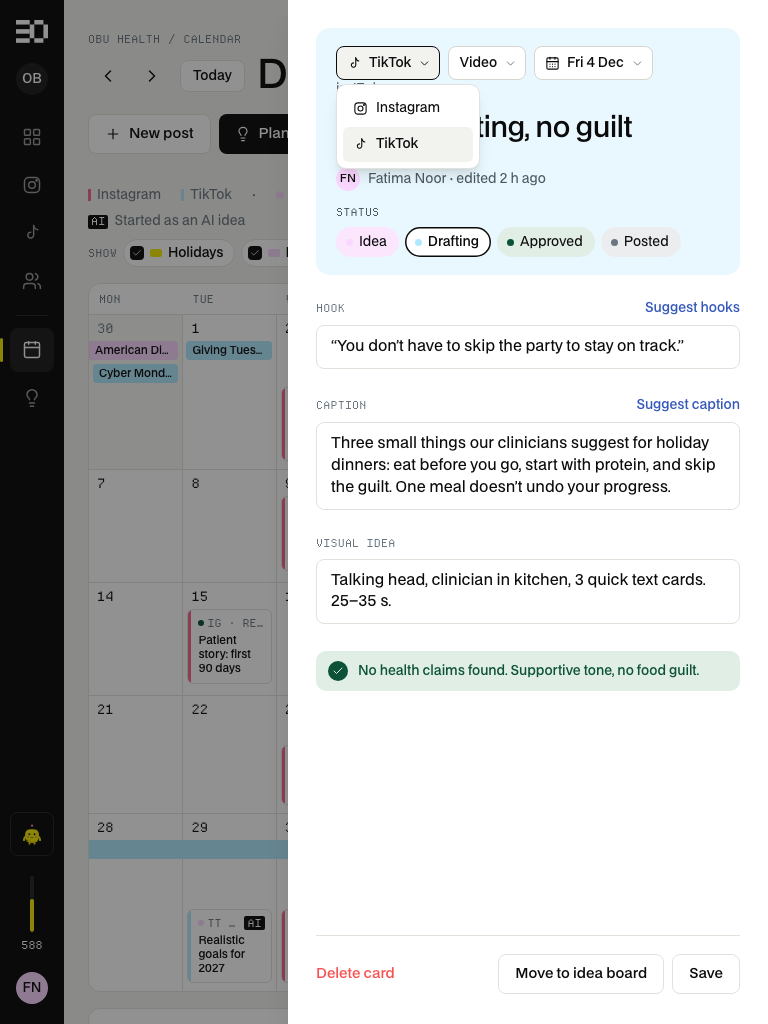 OBU HEALTH / CALENDAR
OB
Today
D
New post
Plan
Instagram
TikTok
AI Started as an AI idea
SHOW
Holidays
MON
TUE
30
1
American Di…
Giving Tues…
Cyber Mond…
7
8
14
15
IG · RE…
Patient
story: first
90 days
21
22
28
29
TT …
AI
Realistic
goals for
2027
588
FN
TikTok
Video
Fri 4 Dec
Instagram
TikTok
ting, no guilt
FN Fatima Noor · edited 2 h ago
STATUS
Idea
Drafting
Approved
Posted
HOOK
Suggest hooks
“You don’t have to skip the party to stay on track.”
CAPTION
Suggest caption
Three small things our clinicians suggest for holiday
dinners: eat before you go, start with protein, and skip
the guilt. One meal doesn’t undo your progress.
VISUAL IDEA
Talking head, clinician in kitchen, 3 quick text cards.
25–35 s.
No health claims found. Supportive tone, no food guilt.
Delete card
Move to idea board
Save